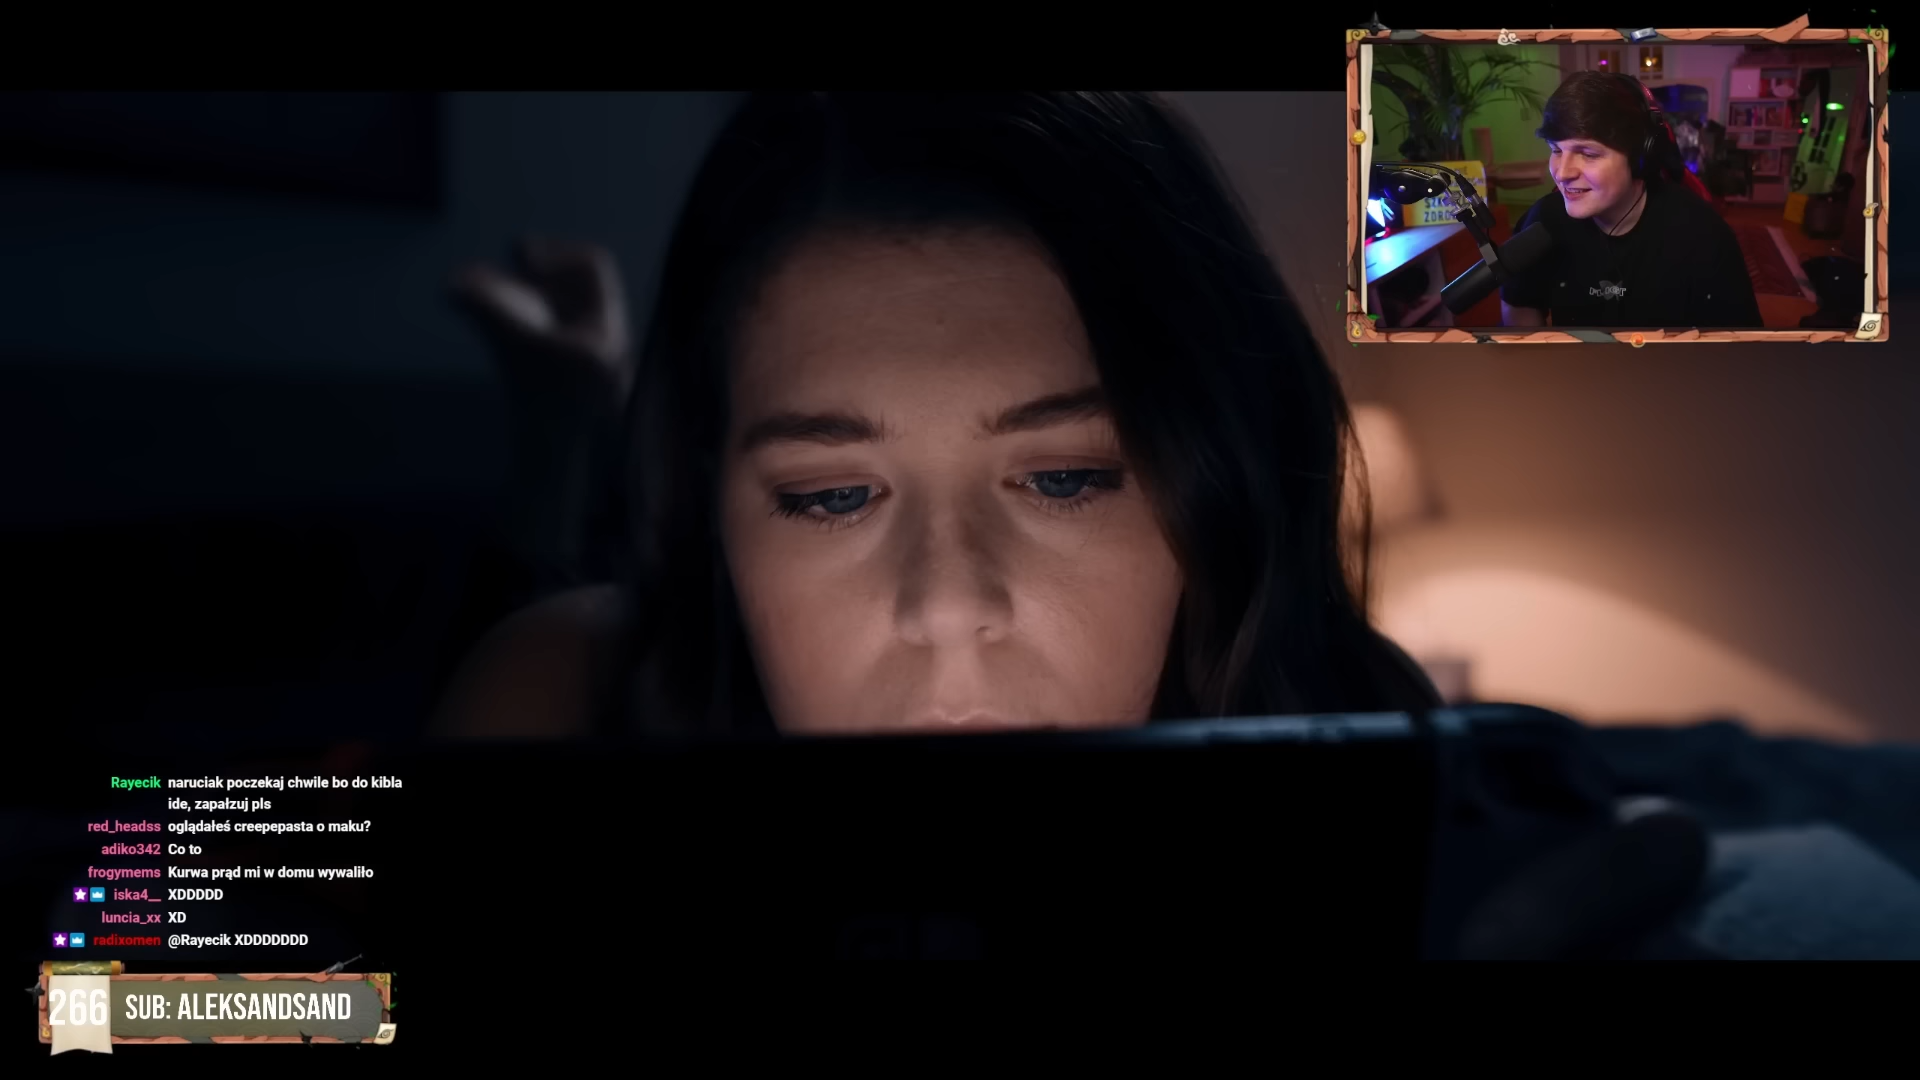 Rayecik naruciak poczekaj chwile bo do kibla
ide, zapałzuj pls
red_headss oglądałeś creepepasta o maku?
adiko342 Co to
frogymems Kurwa prąd mi w domu wywaliło
iska4__ XDDDDD
luncia_xx XD
radixomen @Rayecik XDDDDDDD
266 SUB: ALEKSANDSAND